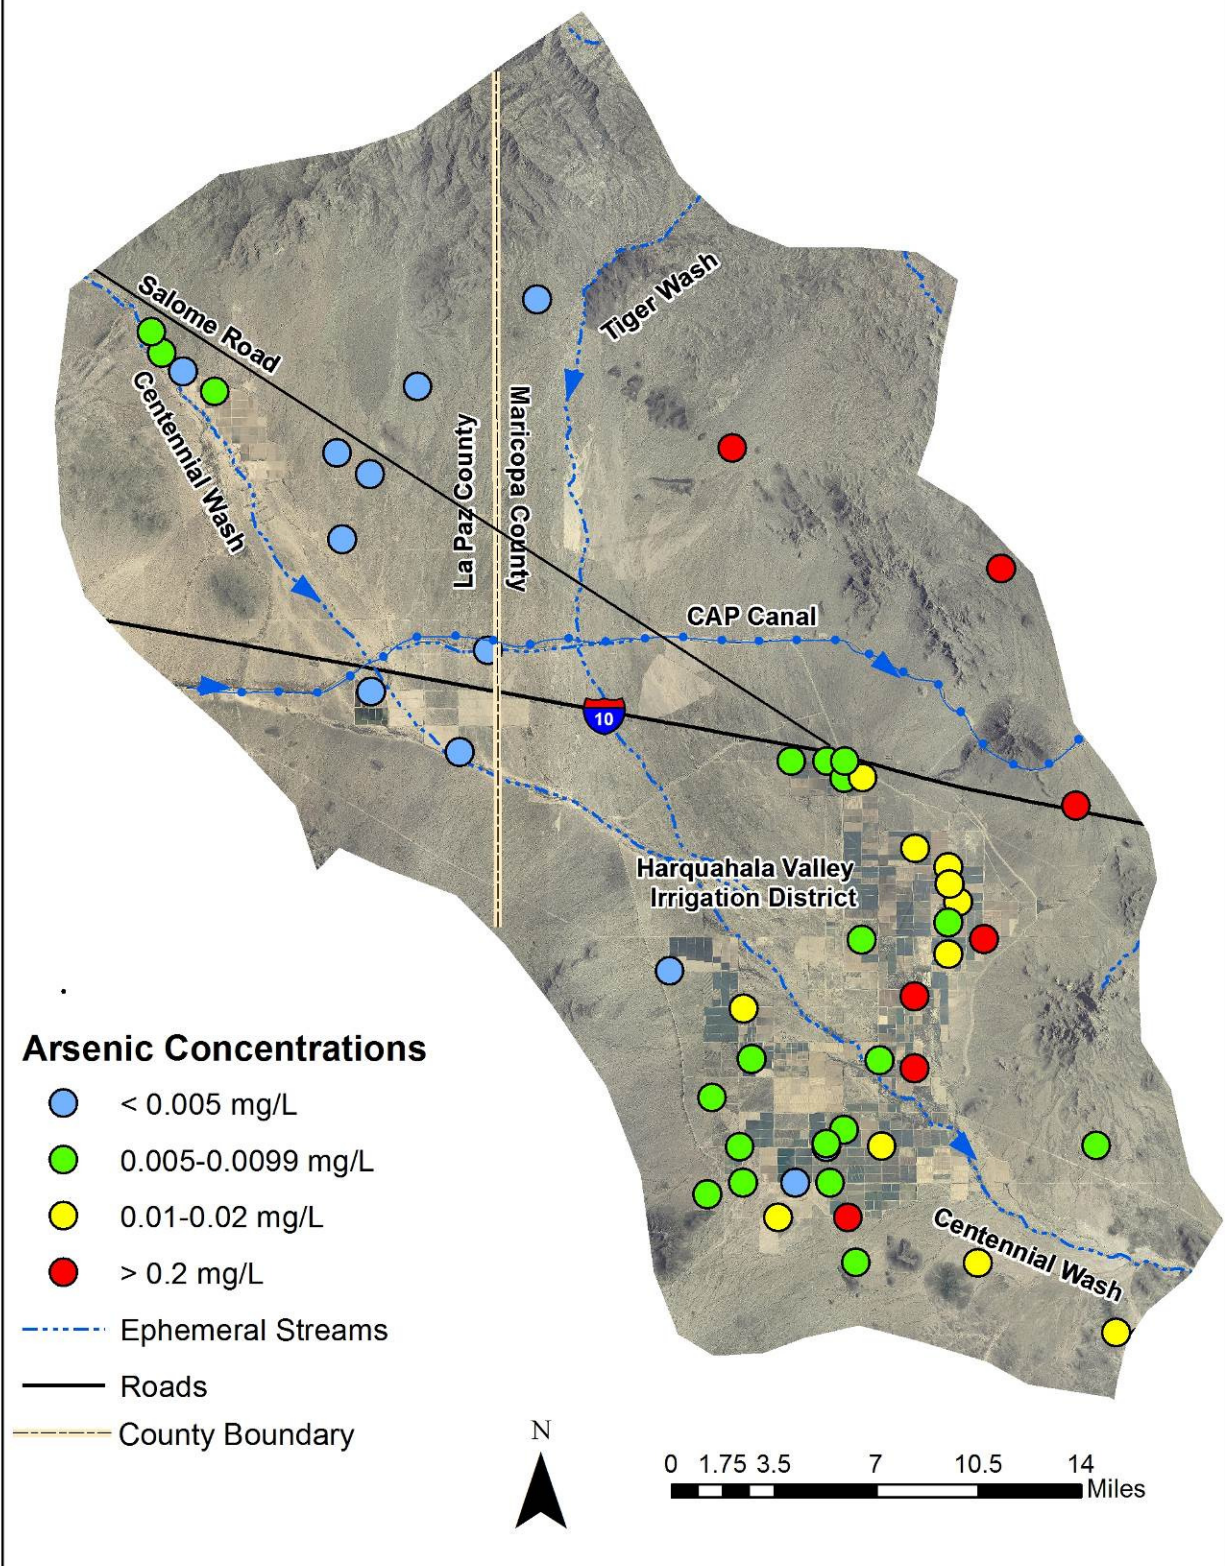 Salome Road
Tiger Wash
Centennial Wash
La Paz County
Maricopa County
CAP Canal
10
Harquahala Valley
Irrigation District
Arsenic Concentrations
< 0.005 mg/L
0.005-0.0099 mg/L
0.01-0.02 mg/L
> 0.2 mg/L
Ephemeral Streams
Roads
County Boundary
Centennial Wash
N
0 1.75 3.5 7 10.5 14
Miles